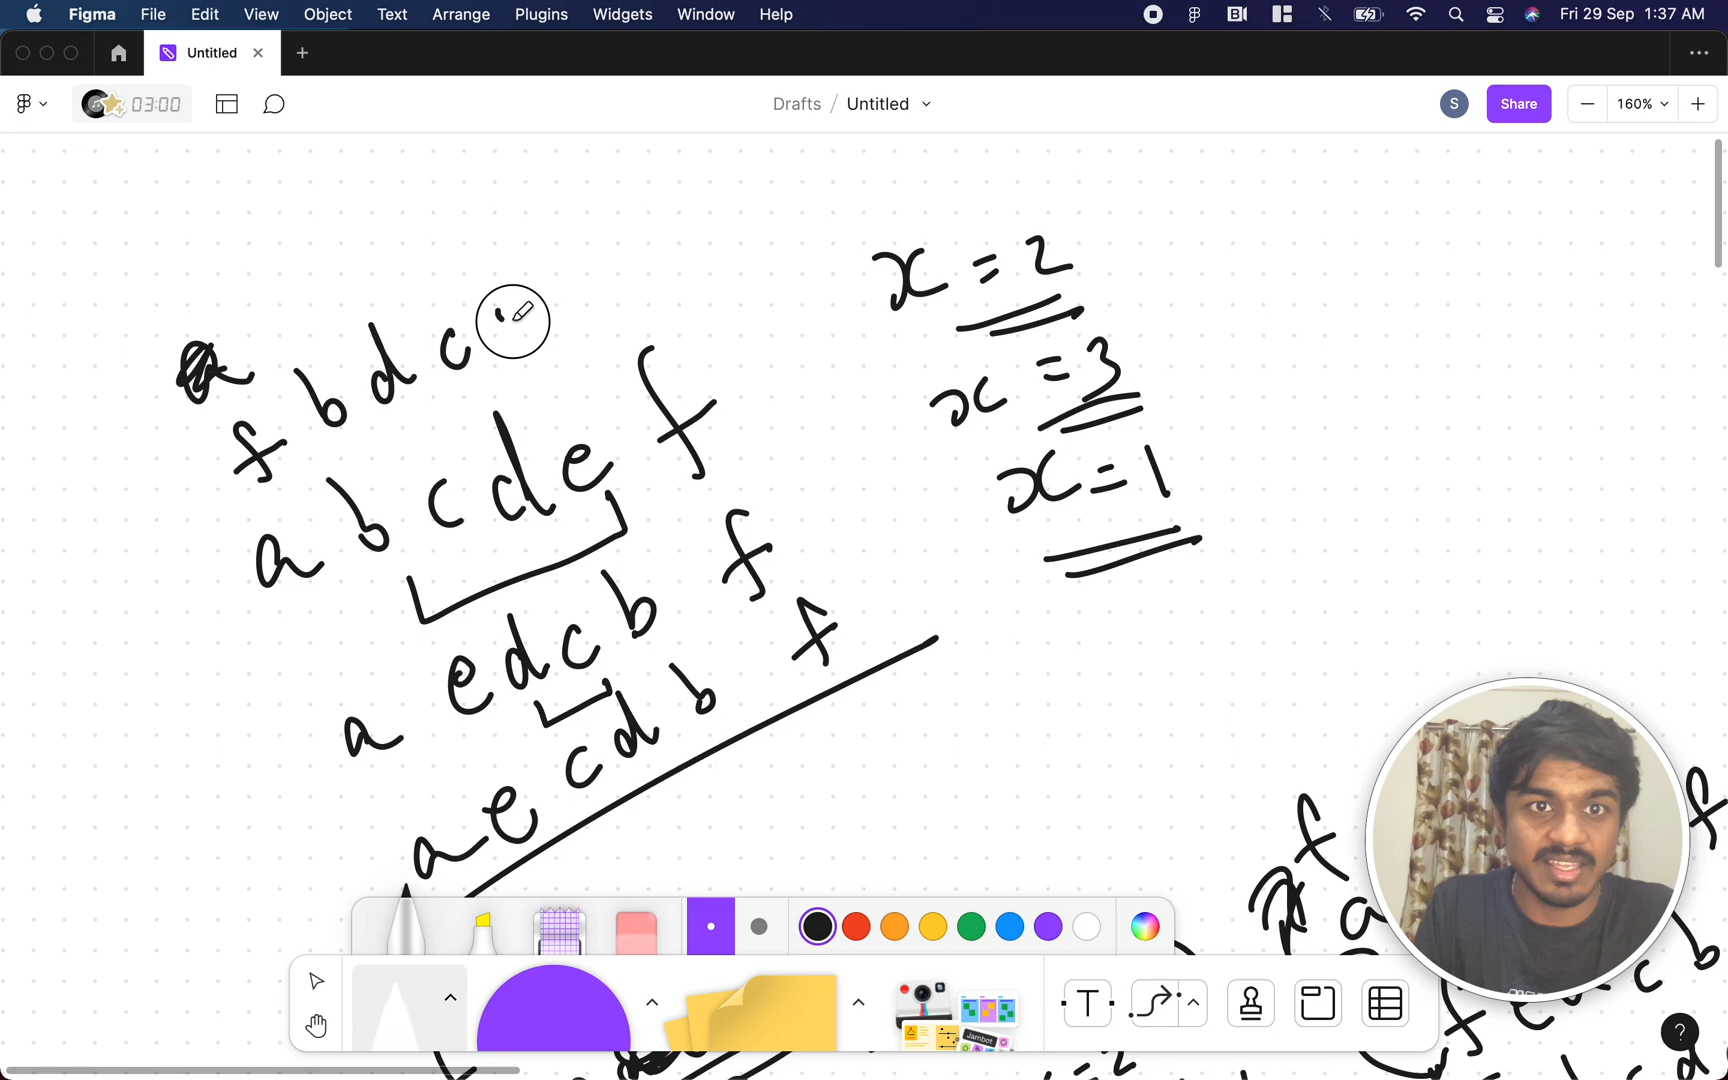 Figma File Edit View Object Text Arrange Plugins Widgets Window Help Fri 29 Sep 1:37 AM
Untitled
03:00 Drafts / Untitled S Share 160%
x = 2
x = 3
x = 1
f b d c
a b c d e f
a e d c b f
a e c d b f
f
a
f
b
c
f e
c d
T
Jambot
?